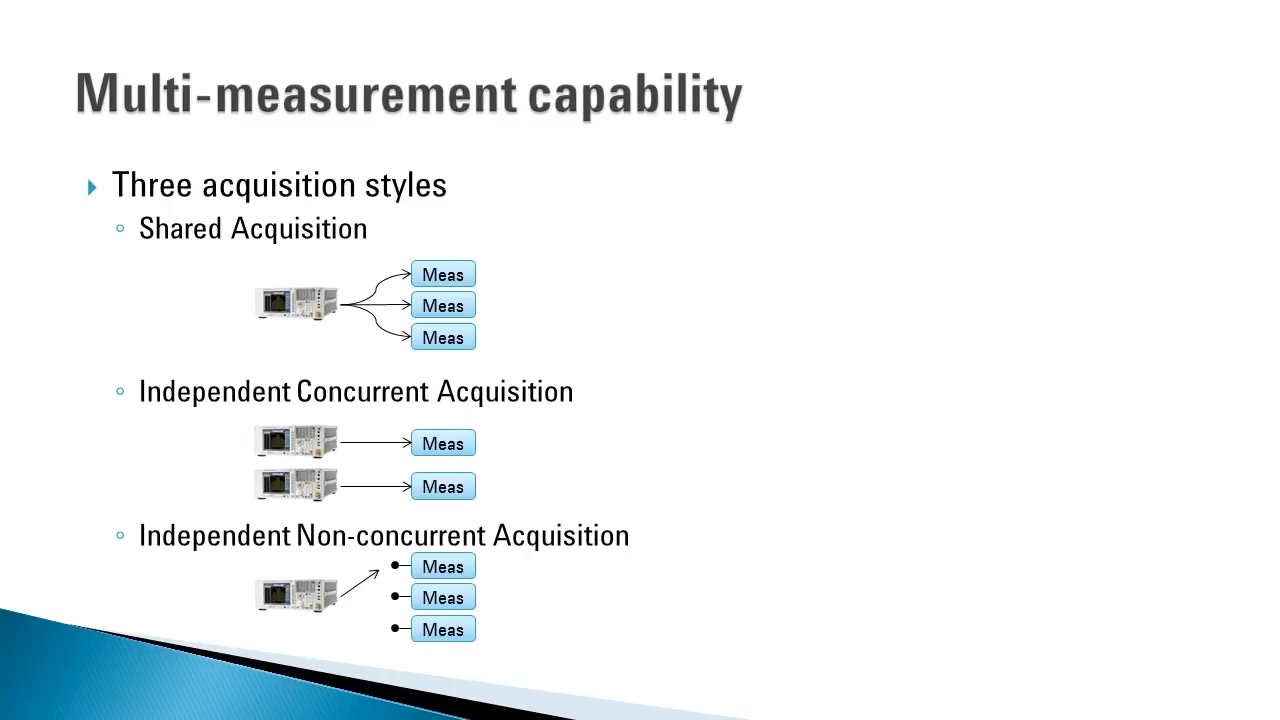 Multi-measurement capability
Three acquisition styles
Shared Acquisition
Meas
Meas
Meas
Independent Concurrent Acquisition
Meas
Meas
Independent Non-concurrent Acquisition
Meas
Meas
Meas